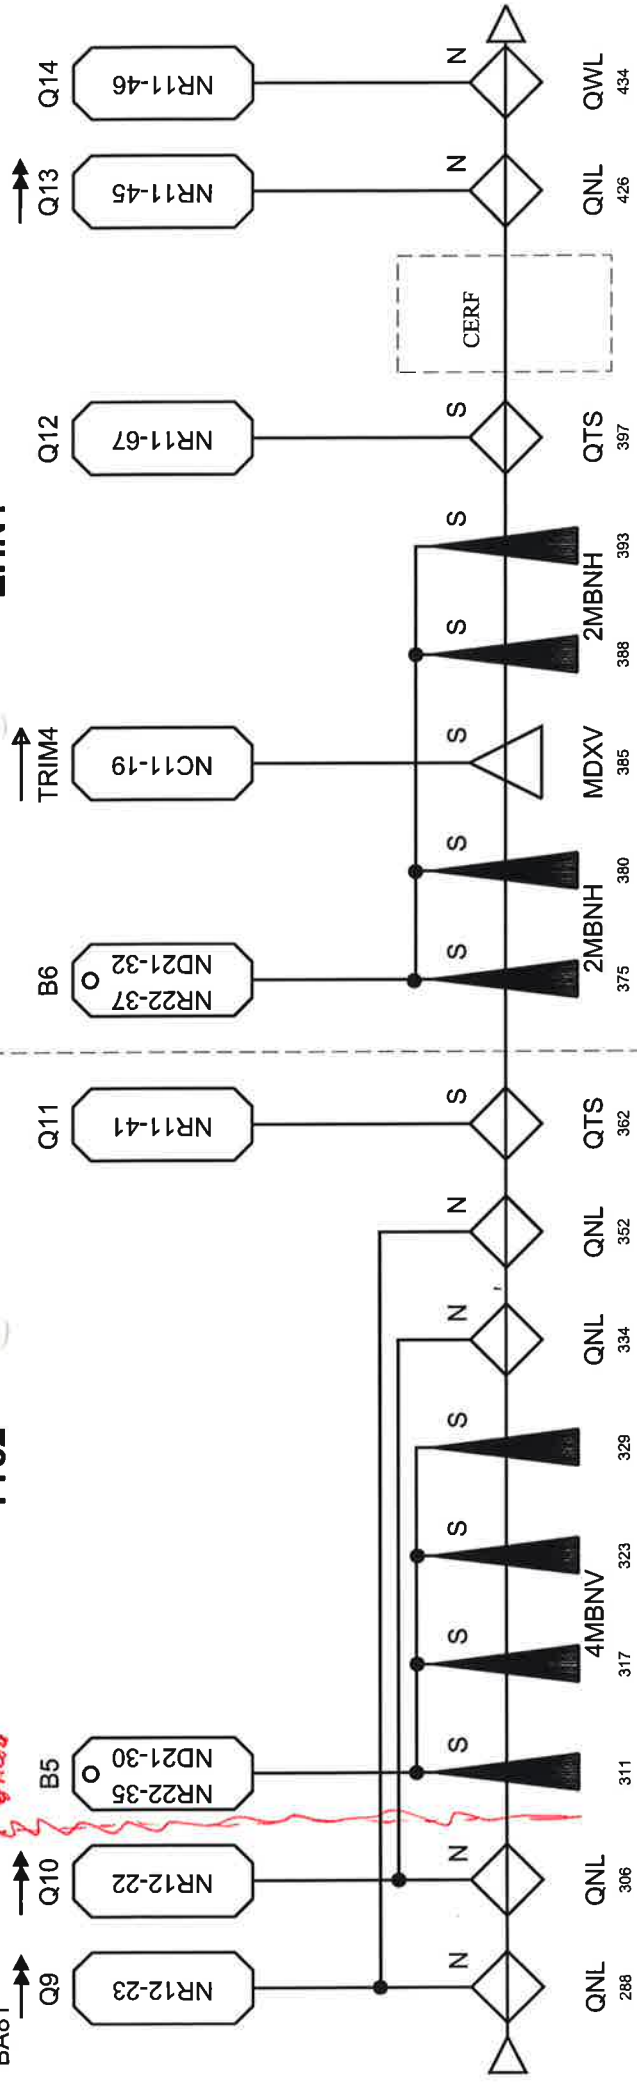 Q9
NR12-23
N
QNL
288
Q10
NR12-22
N
QNL
306
B5
NR22-35
ND21-30
S
311
S
317
4MBNV
S
323
S
329
N
QNL
334
N
QNL
352
Q11
NR11-41
S
QTS
362
B6
NR22-37
ND21-32
S
375
2MBNH
S
380
TRIM4
NC11-19
S
MDXV
385
S
388
2MBNH
S
393
Q12
NR11-67
S
QTS
397
CERF
Q13
NR11-45
N
QNL
426
Q14
NR11-46
N
QWL
434